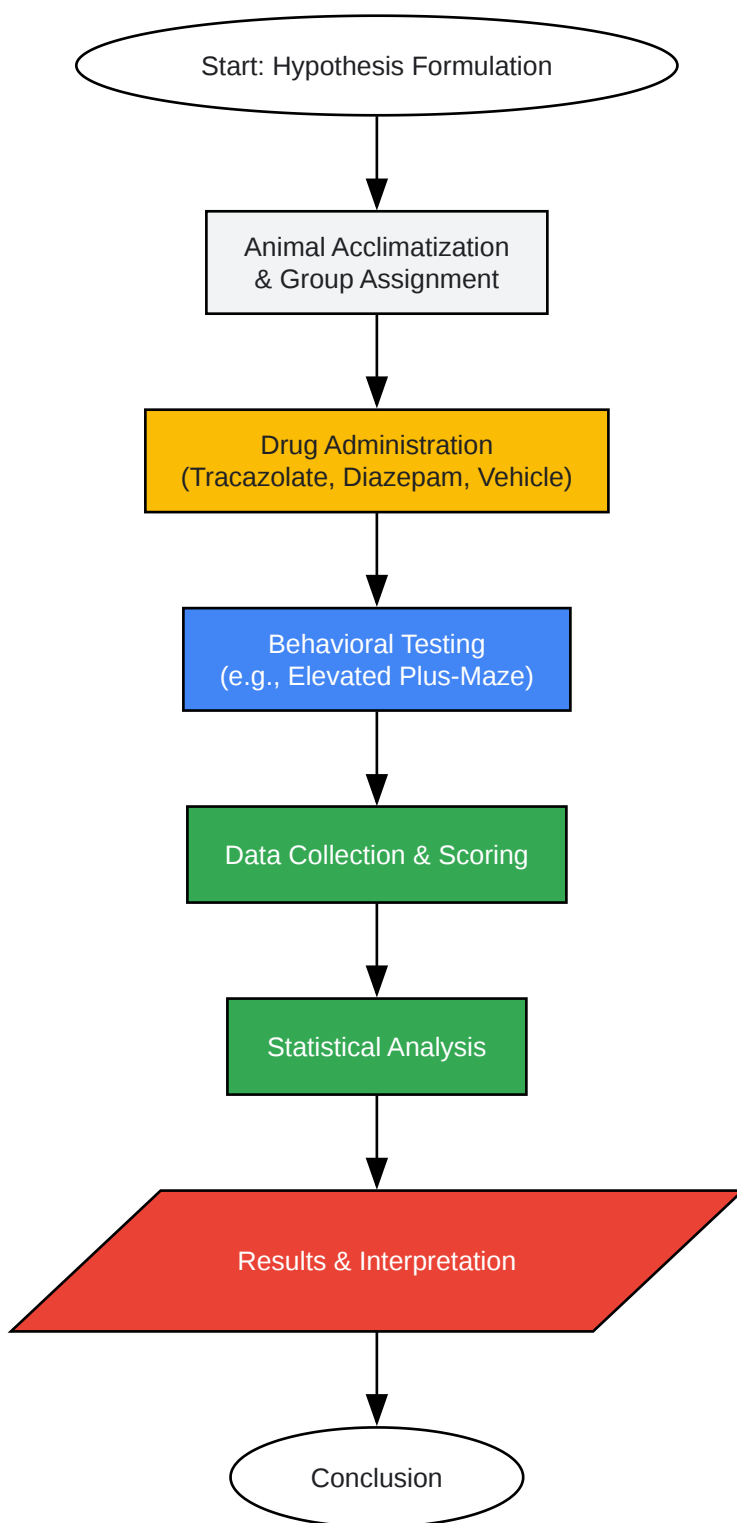 Start: Hypothesis Formulation
Animal Acclimatization
& Group Assignment
Drug Administration
(Tracazolate, Diazepam, Vehicle)
Behavioral Testing
(e.g., Elevated Plus-Maze)
Data Collection & Scoring
Statistical Analysis
Results & Interpretation
Conclusion